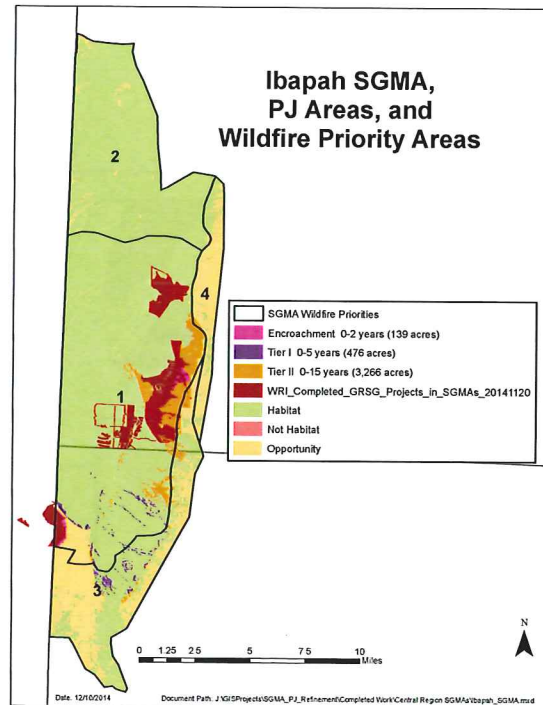 Ibapah SGMA,
PJ Areas, and
Wildfire Priority Areas
2
4
1
3
SGMA Wildfire Priorities
Encroachment 0-2 years (139 acres)
Tier I 0-5 years (476 acres)
Tier II 0-15 years (3,266 acres)
WRI_Completed_GRSG_Projects_in_SGMAs_20141120
Habitat
Not Habitat
Opportunity
N
0 1.25 2.5 5 7.5 10
Miles
Date: 12/10/2014
Document Path: J:\GISProjects\SGMA_PJ_Refinement\Completed Work\Central Region SGMAs\Ibapah_SGMA.mxd